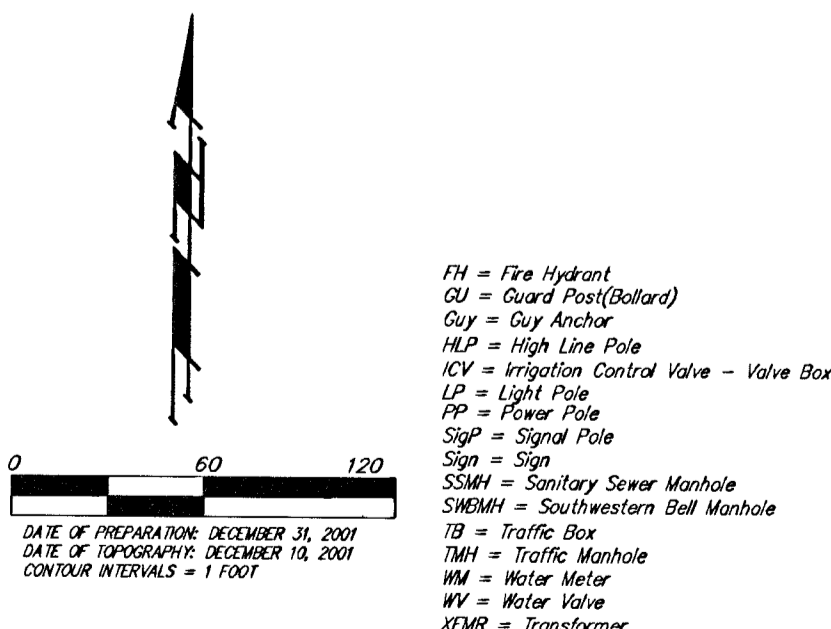 0 60 120
DATE OF PREPARATION: DECEMBER 31, 2001
DATE OF TOPOGRAPHY: DECEMBER 10, 2001
CONTOUR INTERVALS = 1 FOOT
FH = Fire Hydrant
GU = Guard Post(Bollard)
Guy = Guy Anchor
HLP = High Line Pole
ICV = Irrigation Control Valve - Valve Box
LP = Light Pole
PP = Power Pole
SigP = Signal Pole
Sign = Sign
SSMH = Sanitary Sewer Manhole
SWBMH = Southwestern Bell Manhole
TB = Traffic Box
TMH = Traffic Manhole
WM = Water Meter
WV = Water Valve
XFMR = Transformer